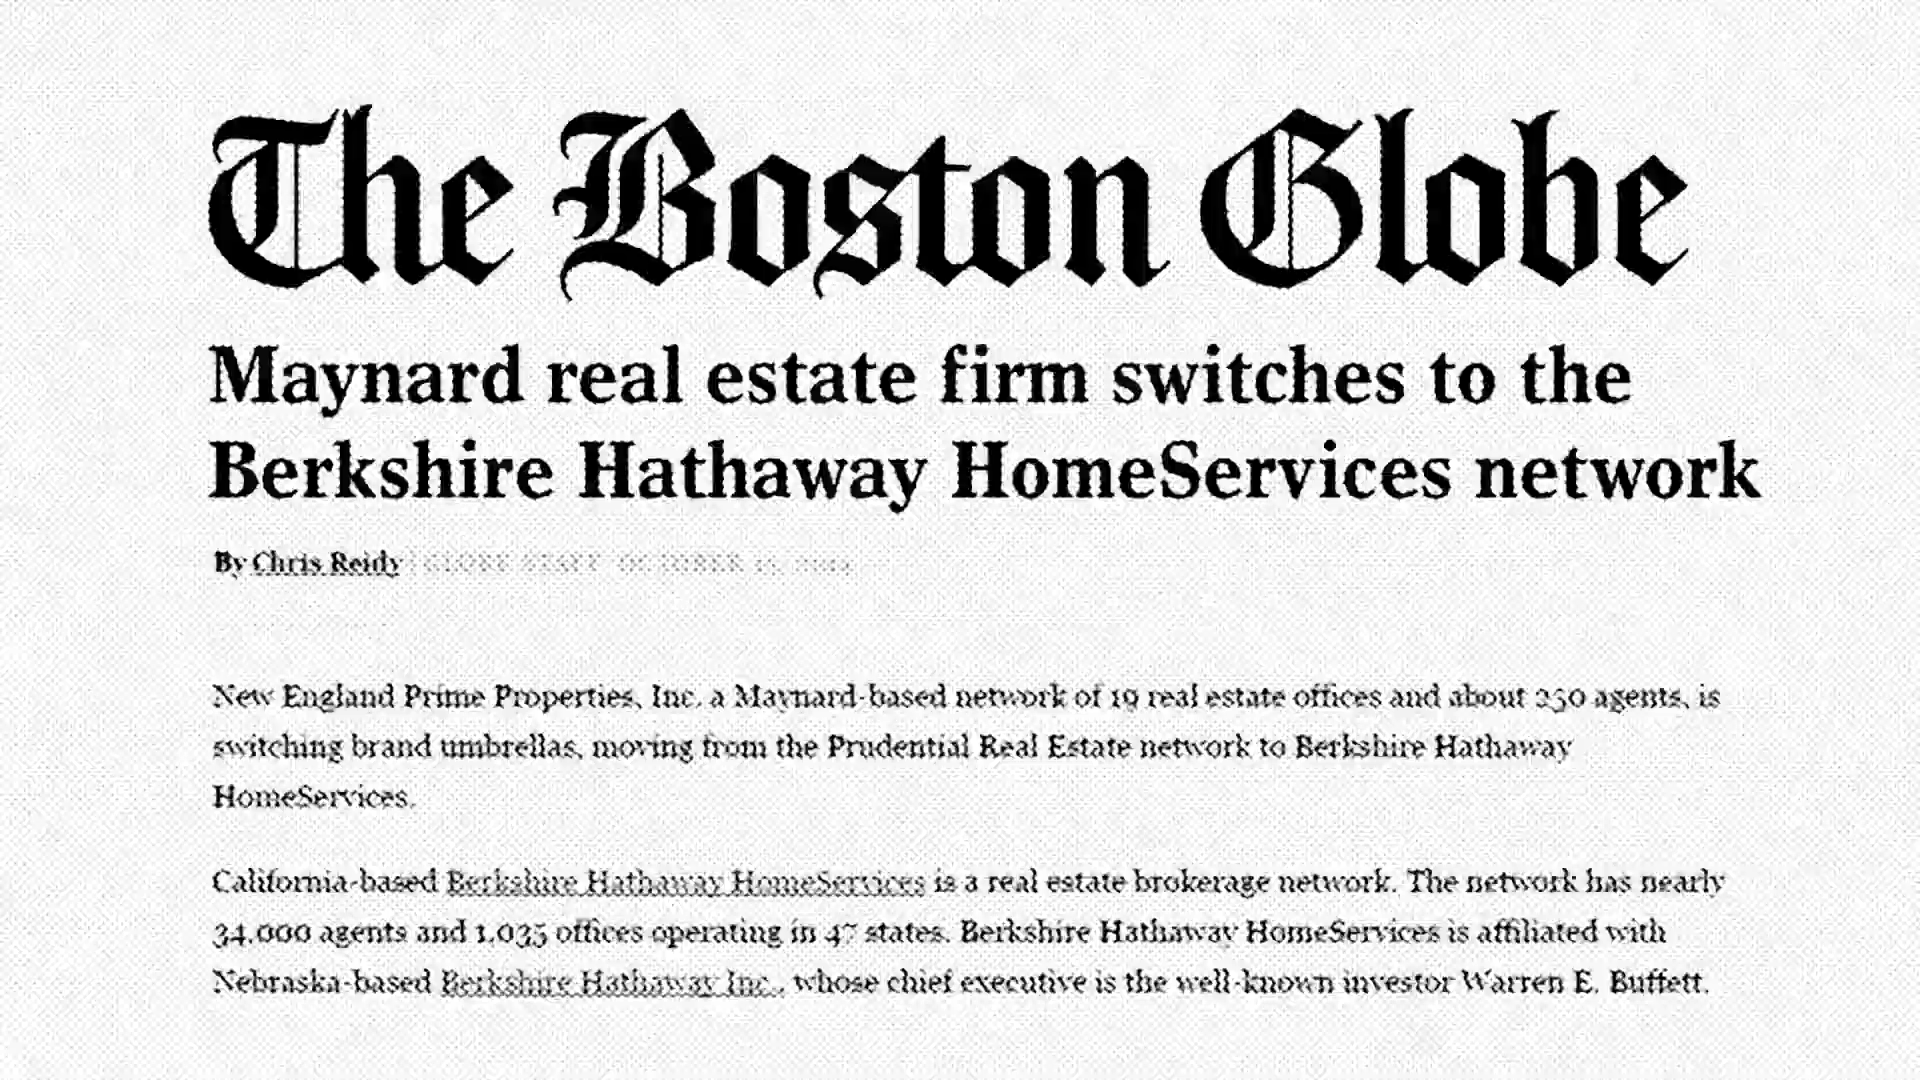 The Boston Globe
Maynard real estate firm switches to the
Berkshire Hathaway HomeServices network
By Chris Reidy | GLOBE STAFF OCTOBER
New England Prime Properties, Inc. a Maynard-based network of 19 real estate offices and about 250 agents, is
switching brand umbrellas, moving from the Prudential Real Estate network to Berkshire Hathaway
HomeServices.
California-based Berkshire Hathaway HomeServices is a real estate brokerage network. The network has nearly
34,000 agents and 1,035 offices operating in 47 states. Berkshire Hathaway HomeServices is affiliated with
Nebraska-based Berkshire Hathaway Inc., whose chief executive is the well-known investor Warren E. Buffett.